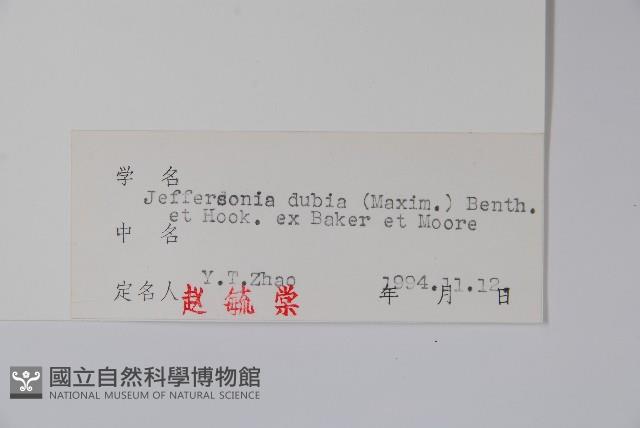 学 名
Jeffersonia dubia (Maxim.) Benth.
et Hook. ex Baker et Moore
中 名
Y.T.Zhao 1994.11.12.
定名人 赵毓棠 年 月 日
國立自然科學博物館
NATIONAL MUSEUM OF NATURAL SCIENCE